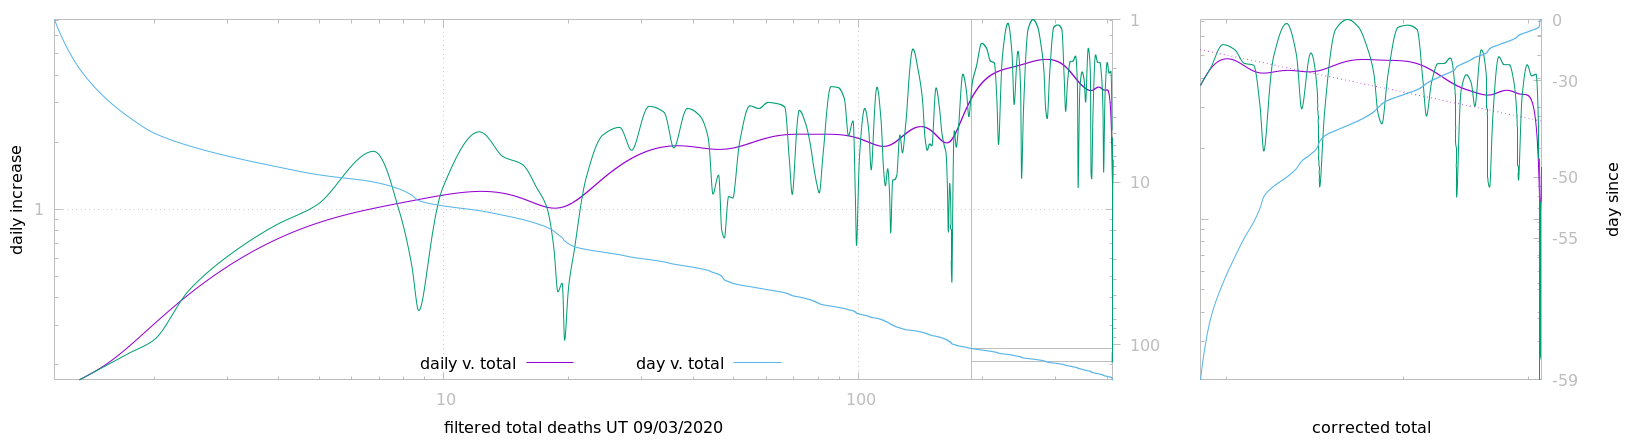 daily increase
1
daily v. total
day v. total
10
100
filtered total deaths UT 09/03/2020
1
10
100
0
-30
-50
-55
-59
day since
corrected total